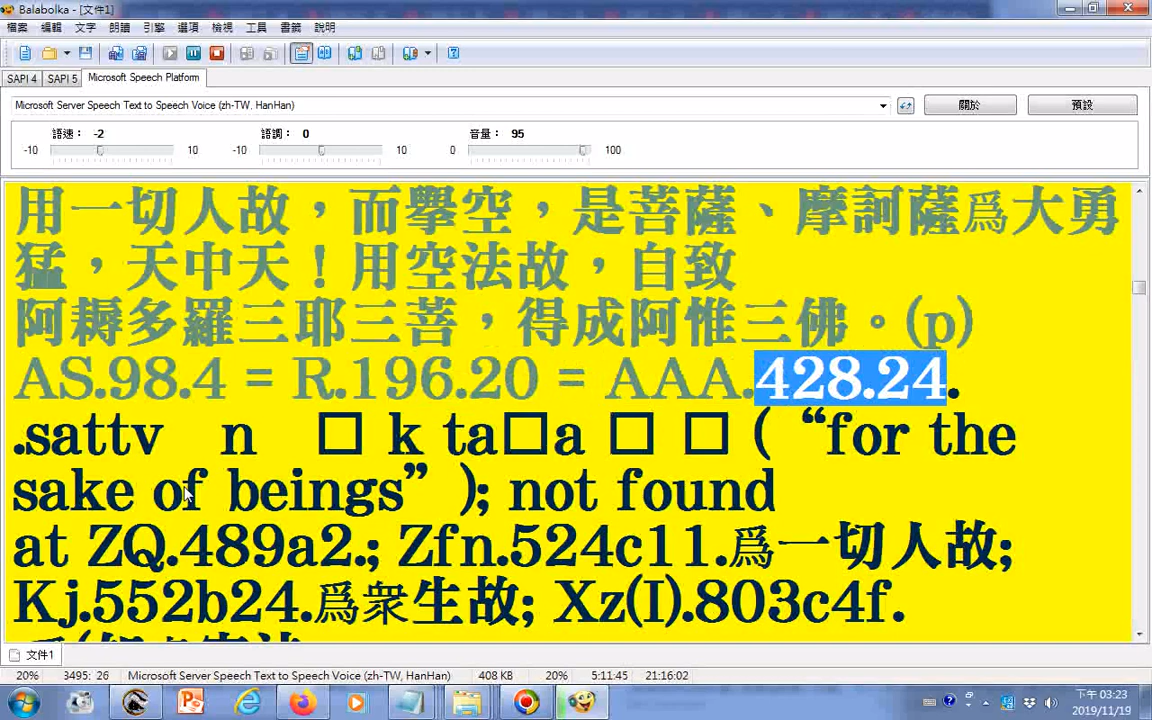 Balabolka - [文件1]
檔案 編輯 文字 朗讀 引擎 選項 檢視 工具 書籤 說明
SAPI 4 SAPI 5 Microsoft Speech Platform
Microsoft Server Speech Text to Speech Voice (zh-TW, HanHan) 關於 預設
語速： -2 語調： 0 音量： 95
-10 10 -10 10 0 100
用一切人故，而擧空，是菩薩、摩訶薩爲大勇
猛，天中天！用空法故，自致
阿耨多羅三耶三菩，得成阿惟三佛。(p)
AS.98.4 = R.196.20 = AAA.428.24.
.sattv n □ k ta□a □ □ (“for the
sake of beings”); not found
at ZQ.489a2.; Zfn.524c11.爲一切人故;
Kj.552b24.爲衆生故; Xz(I).803c4f.
文件1
20% 3495: 26 Microsoft Server Speech Text to Speech Voice (zh-TW, HanHan) 408 KB 20% 5:11:45 21:16:02
下午 03:23
2019/11/19